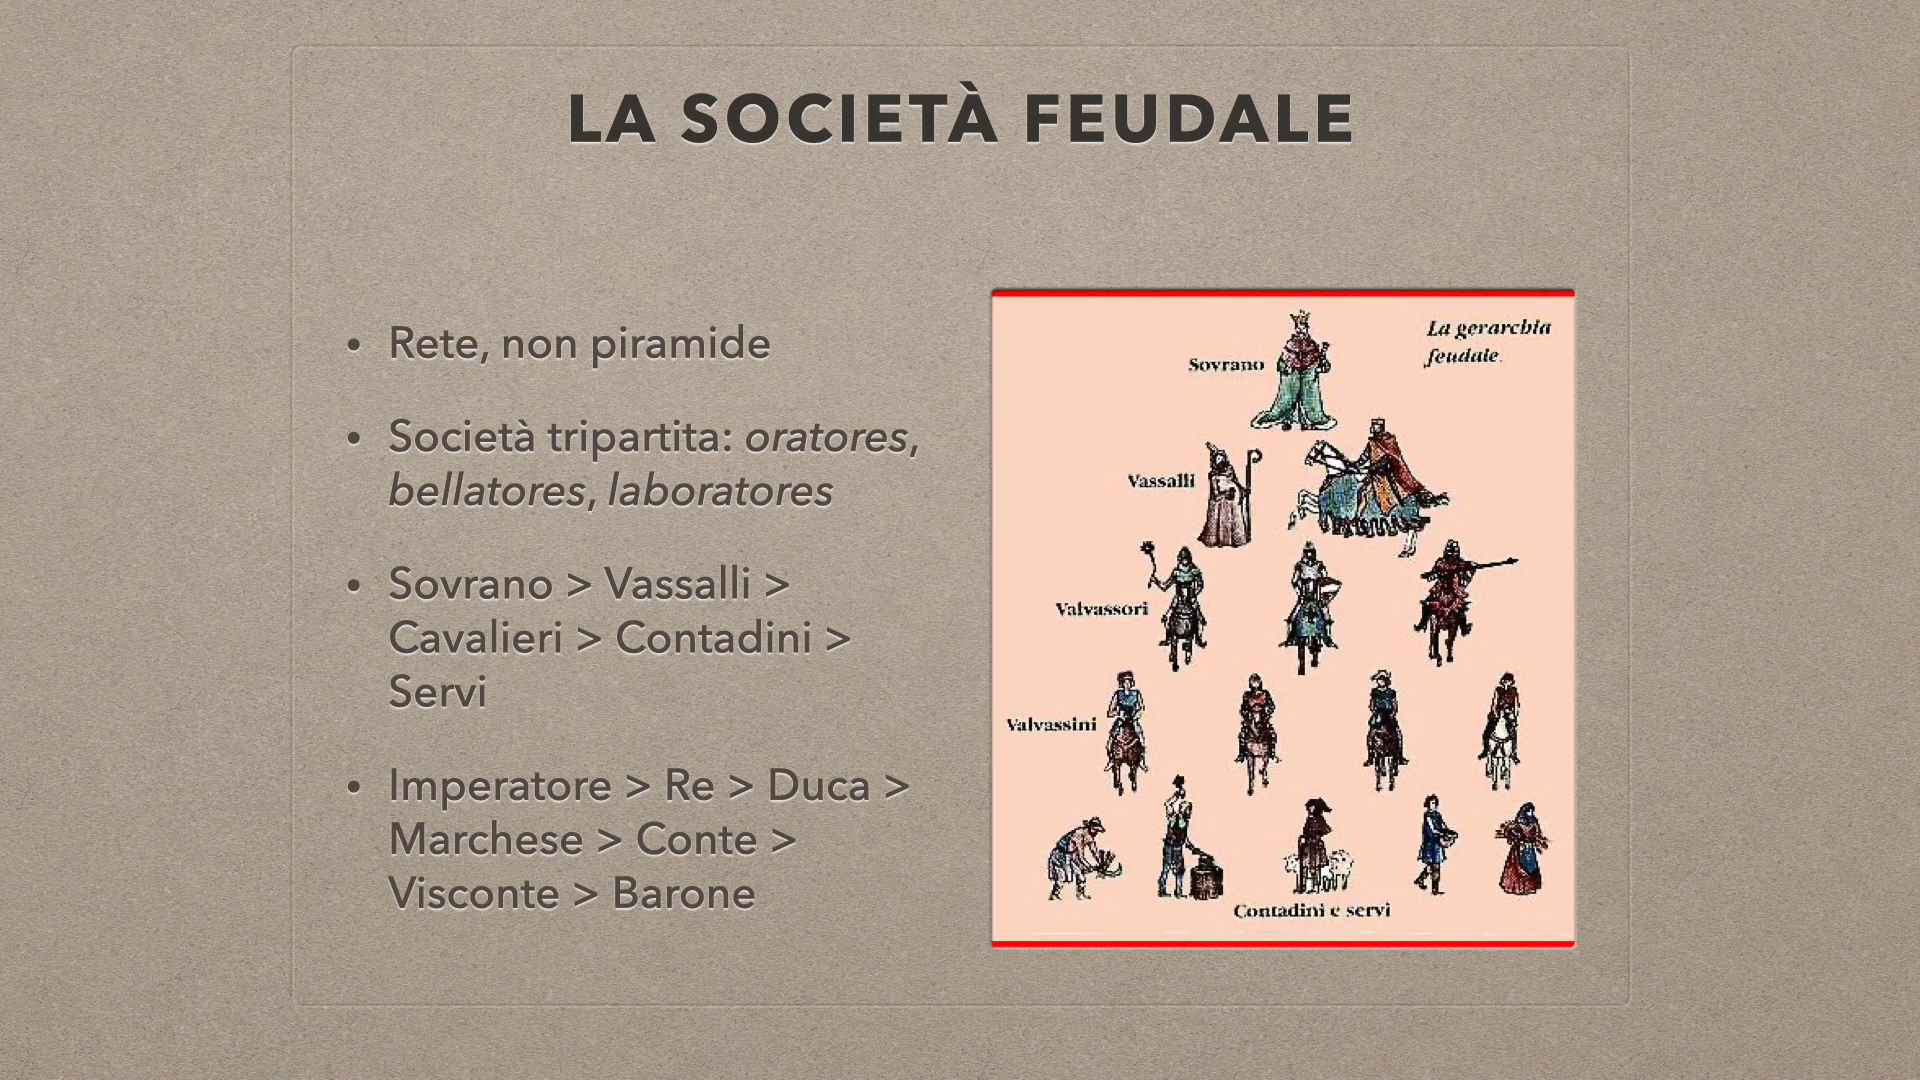 LA SOCIETÀ FEUDALE
• Rete, non piramide
• Società tripartita: oratores,
bellatores, laboratores
• Sovrano > Vassalli >
Cavalieri > Contadini >
Servi
• Imperatore > Re > Duca >
Marchese > Conte >
Visconte > Barone
La gerarchia
feudale.
Sovrano
Vassalli
Valvassori
Valvassini
Contadini e servi